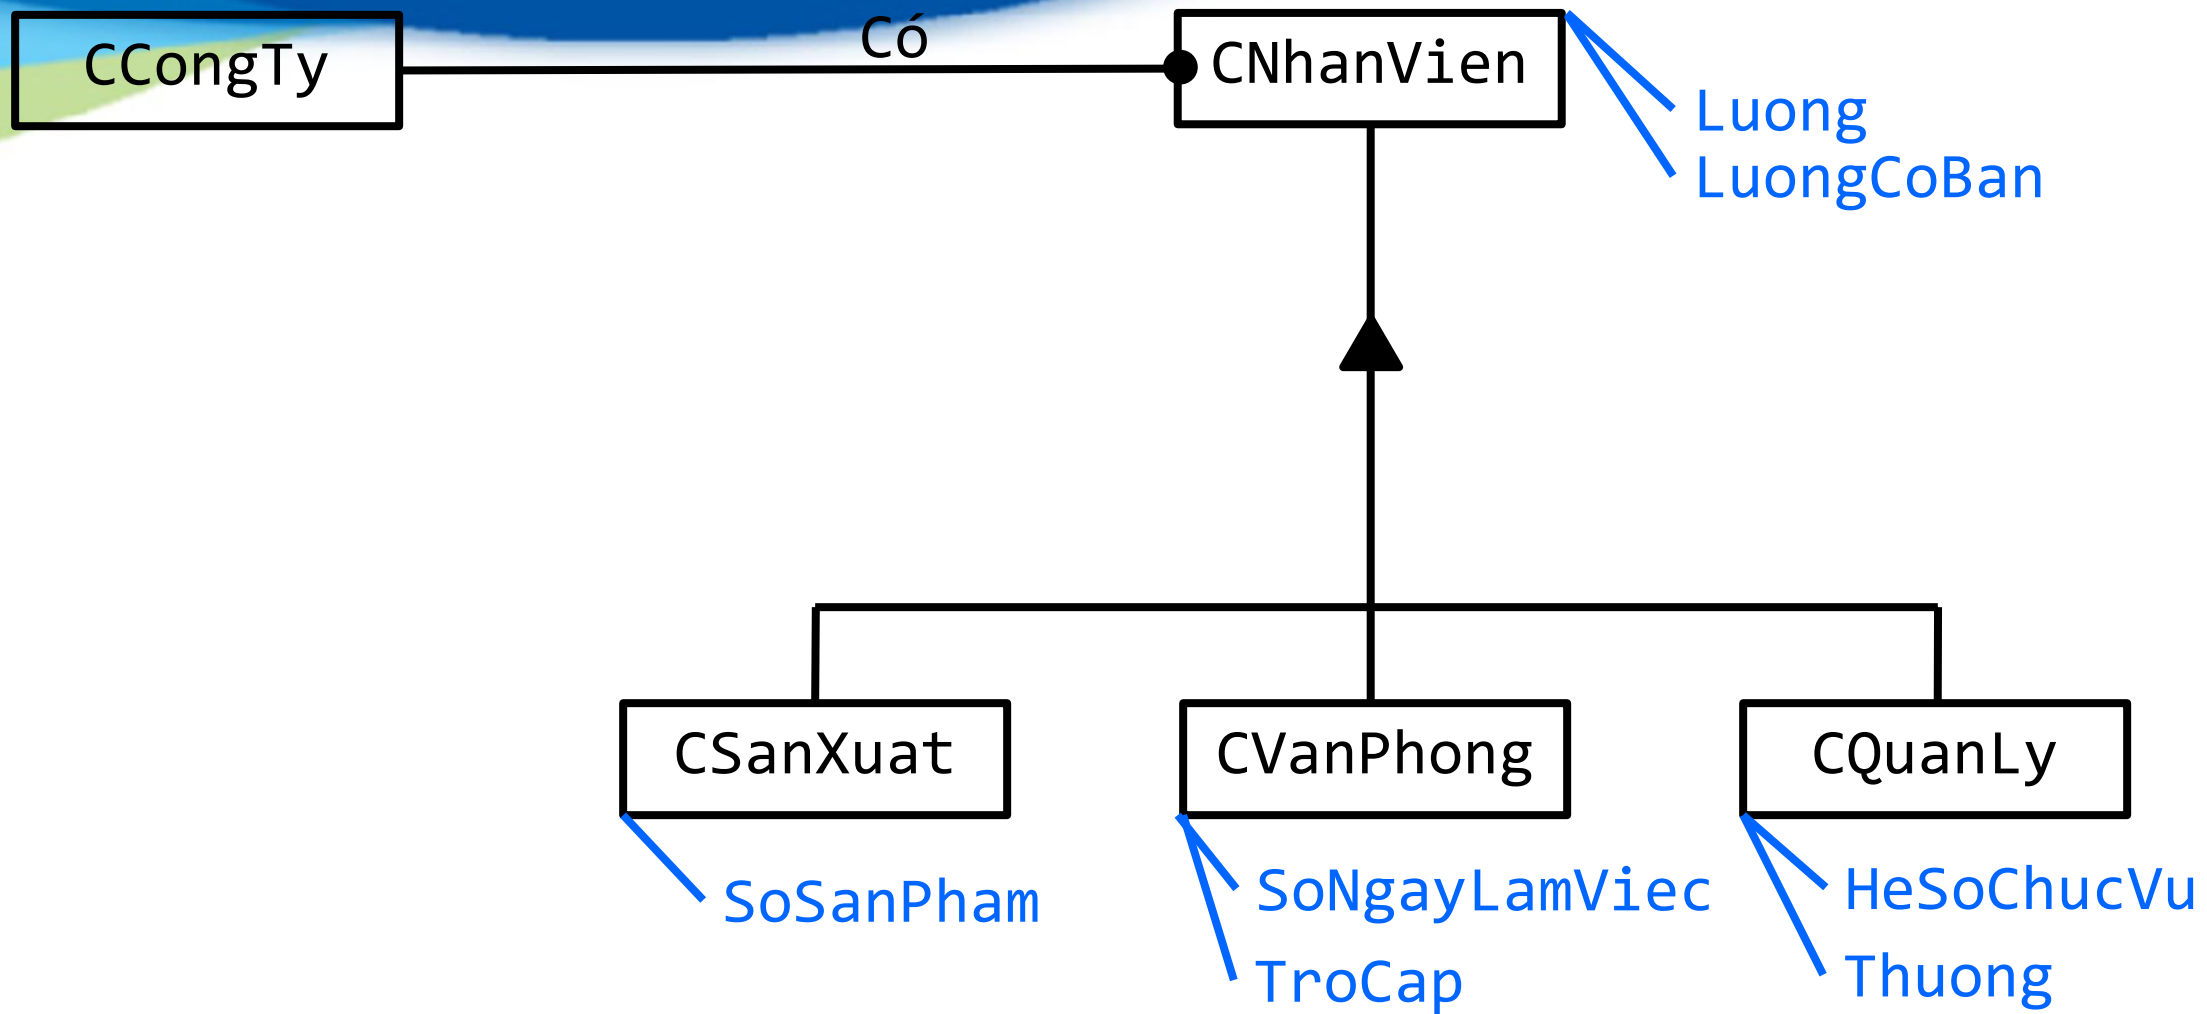 Có
CCongTy
CNhanVien
Luong
LuongCoBan
CSanXuat
CVanPhong
CQuanLy
SoSanPham
SoNgayLamViec
TroCap
HeSoChucVu
Thuong